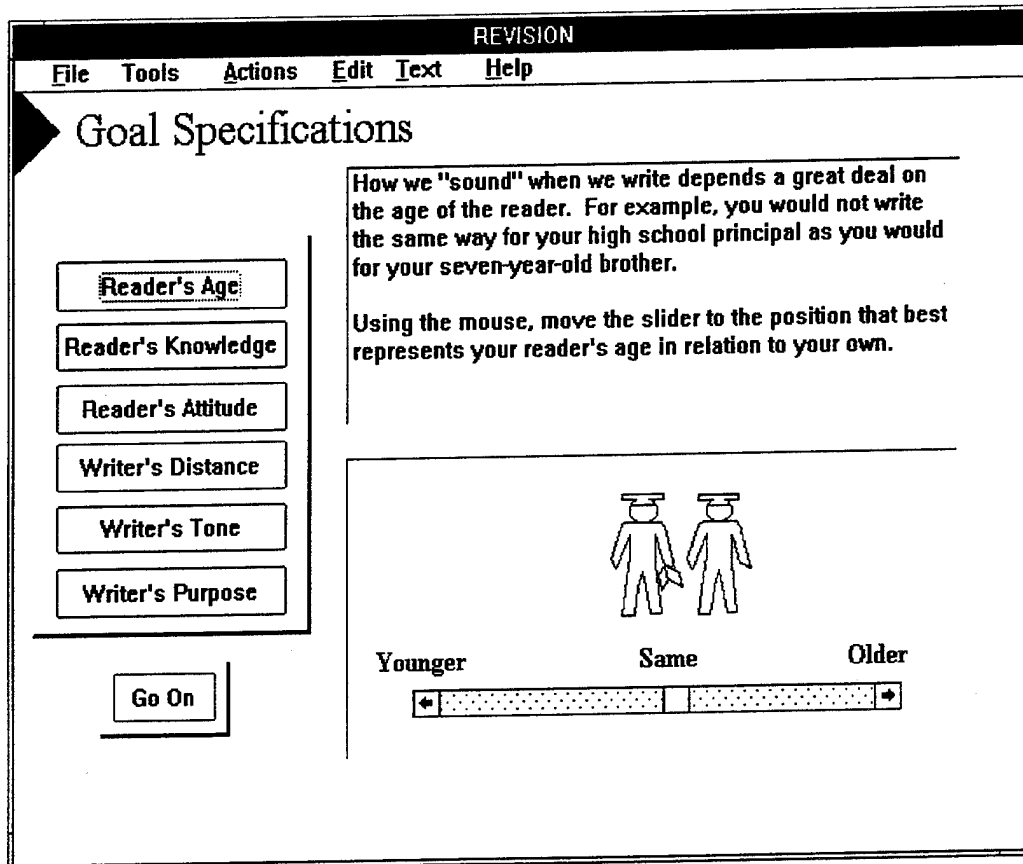 REVISION
File Tools Actions Edit Text Help
Goal Specifications
How we "sound" when we write depends a great deal on
the age of the reader. For example, you would not write
the same way for your high school principal as you would
for your seven-year-old brother.
Using the mouse, move the slider to the position that best
represents your reader's age in relation to your own.
Reader's Age
Reader's Knowledge
Reader's Attitude
Writer's Distance
Writer's Tone
Writer's Purpose
Go On
Younger Same Older